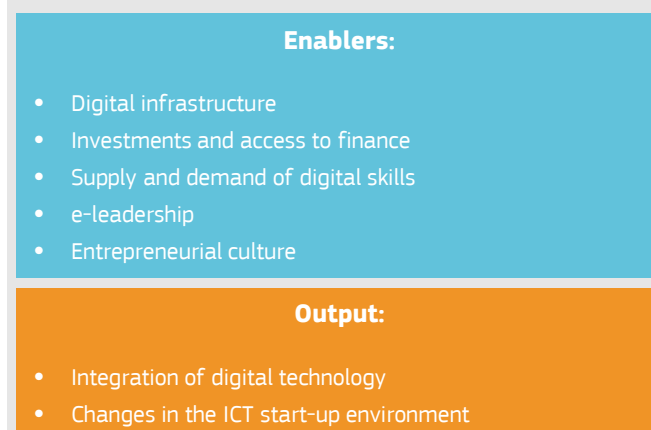 Enablers:
• Digital infrastructure
• Investments and access to finance
• Supply and demand of digital skills
• e-leadership
• Entrepreneurial culture
Output:
• Integration of digital technology
• Changes in the ICT start-up environment